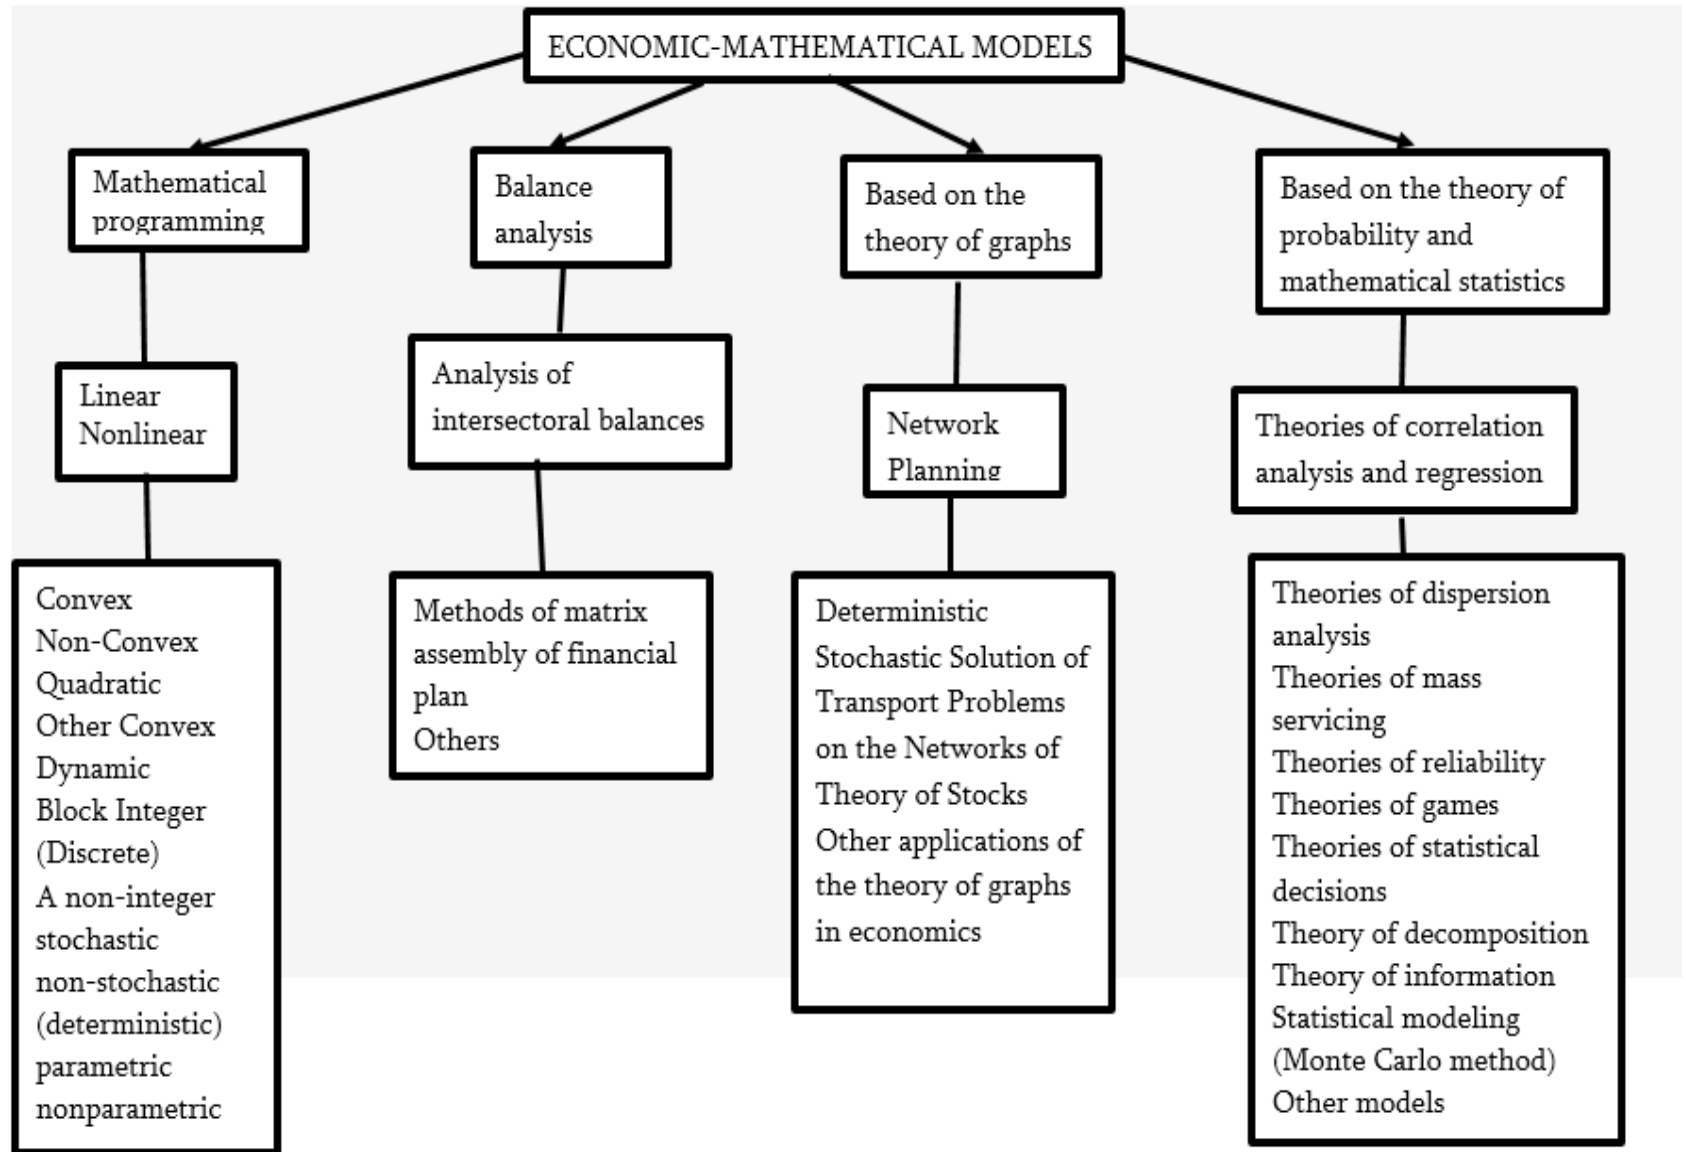 ECONOMIC-MATHEMATICAL MODELS
Mathematical
programming
Balance
analysis
Based on the
theory of graphs
Based on the theory of
probability and
mathematical statistics
Linear
Nonlinear
Analysis of
intersectoral balances
Network
Planning
Theories of correlation
analysis and regression
Convex
Non-Convex
Quadratic
Other Convex
Dynamic
Block Integer
(Discrete)
A non-integer
stochastic
non-stochastic
(deterministic)
parametric
nonparametric
Methods of matrix
assembly of financial
plan
Others
Deterministic
Stochastic Solution of
Transport Problems
on the Networks of
Theory of Stocks
Other applications of
the theory of graphs
in economics
Theories of dispersion
analysis
Theories of mass
servicing
Theories of reliability
Theories of games
Theories of statistical
decisions
Theory of decomposition
Theory of information
Statistical modeling
(Monte Carlo method)
Other models